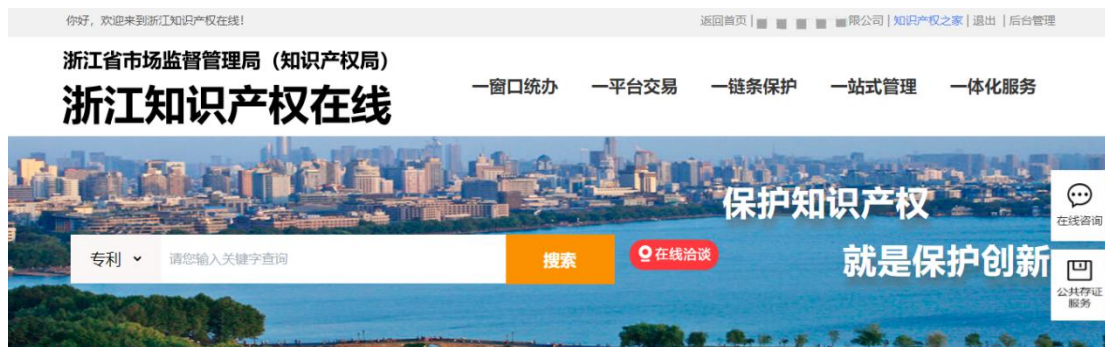 你好，欢迎来到浙江知识产权在线！
返回首页 | 限公司 | 知识产权之家 | 退出 | 后台管理
浙江省市场监督管理局（知识产权局）
浙江知识产权在线
一窗口统办 一平台交易 一链条保护 一站式管理 一体化服务
保护知识产权
就是保护创新
专利 请您输入关键字查询 搜索 在线洽谈
在线咨询
公共存证
服务